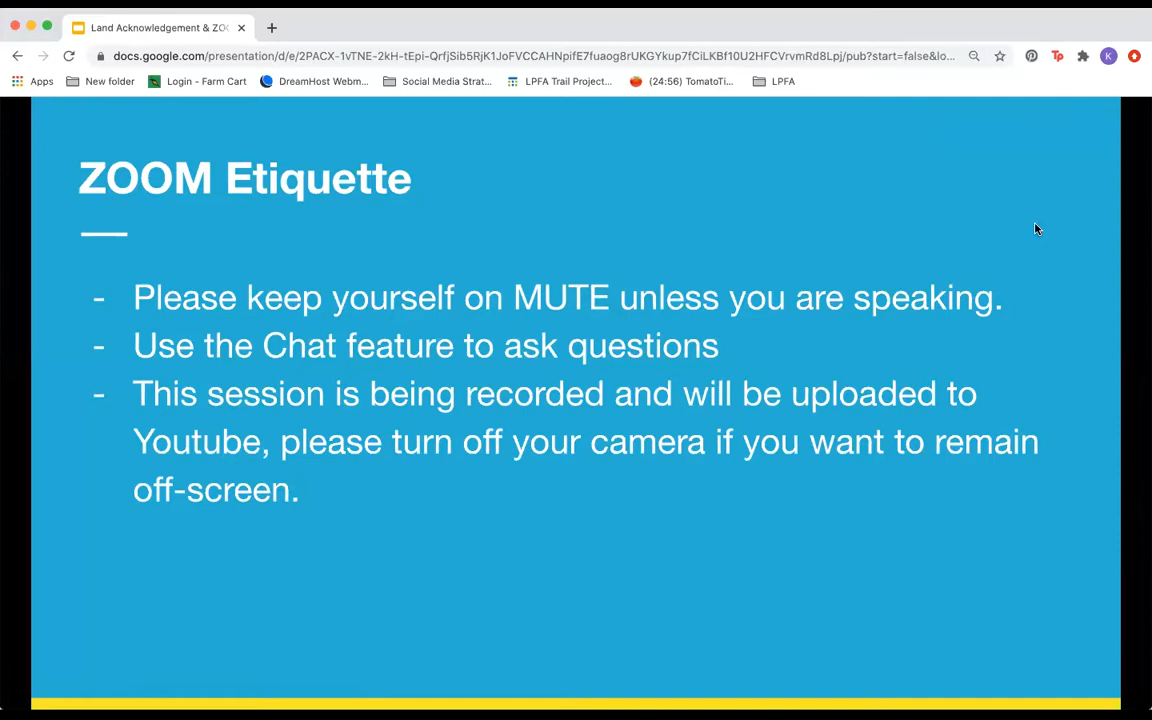 Land Acknowledgement & ZO
docs.google.com/presentation/d/e/2PACX-1vTNE-2kH-tEpi-QrfjSib5RjK1JoFVCCAHNpifE7fuaog8rUKGYkup7fCiLKBf10U2HFCVrvmRd8Lpj/pub?start=false&lo...
Tp K
Apps New folder Login - Farm Cart DreamHost Webm... Social Media Strat... LPFA Trail Project... (24:56) TomatoTi... LPFA
ZOOM Etiquette
- Please keep yourself on MUTE unless you are speaking.
- Use the Chat feature to ask questions
- This session is being recorded and will be uploaded to
Youtube, please turn off your camera if you want to remain
off-screen.